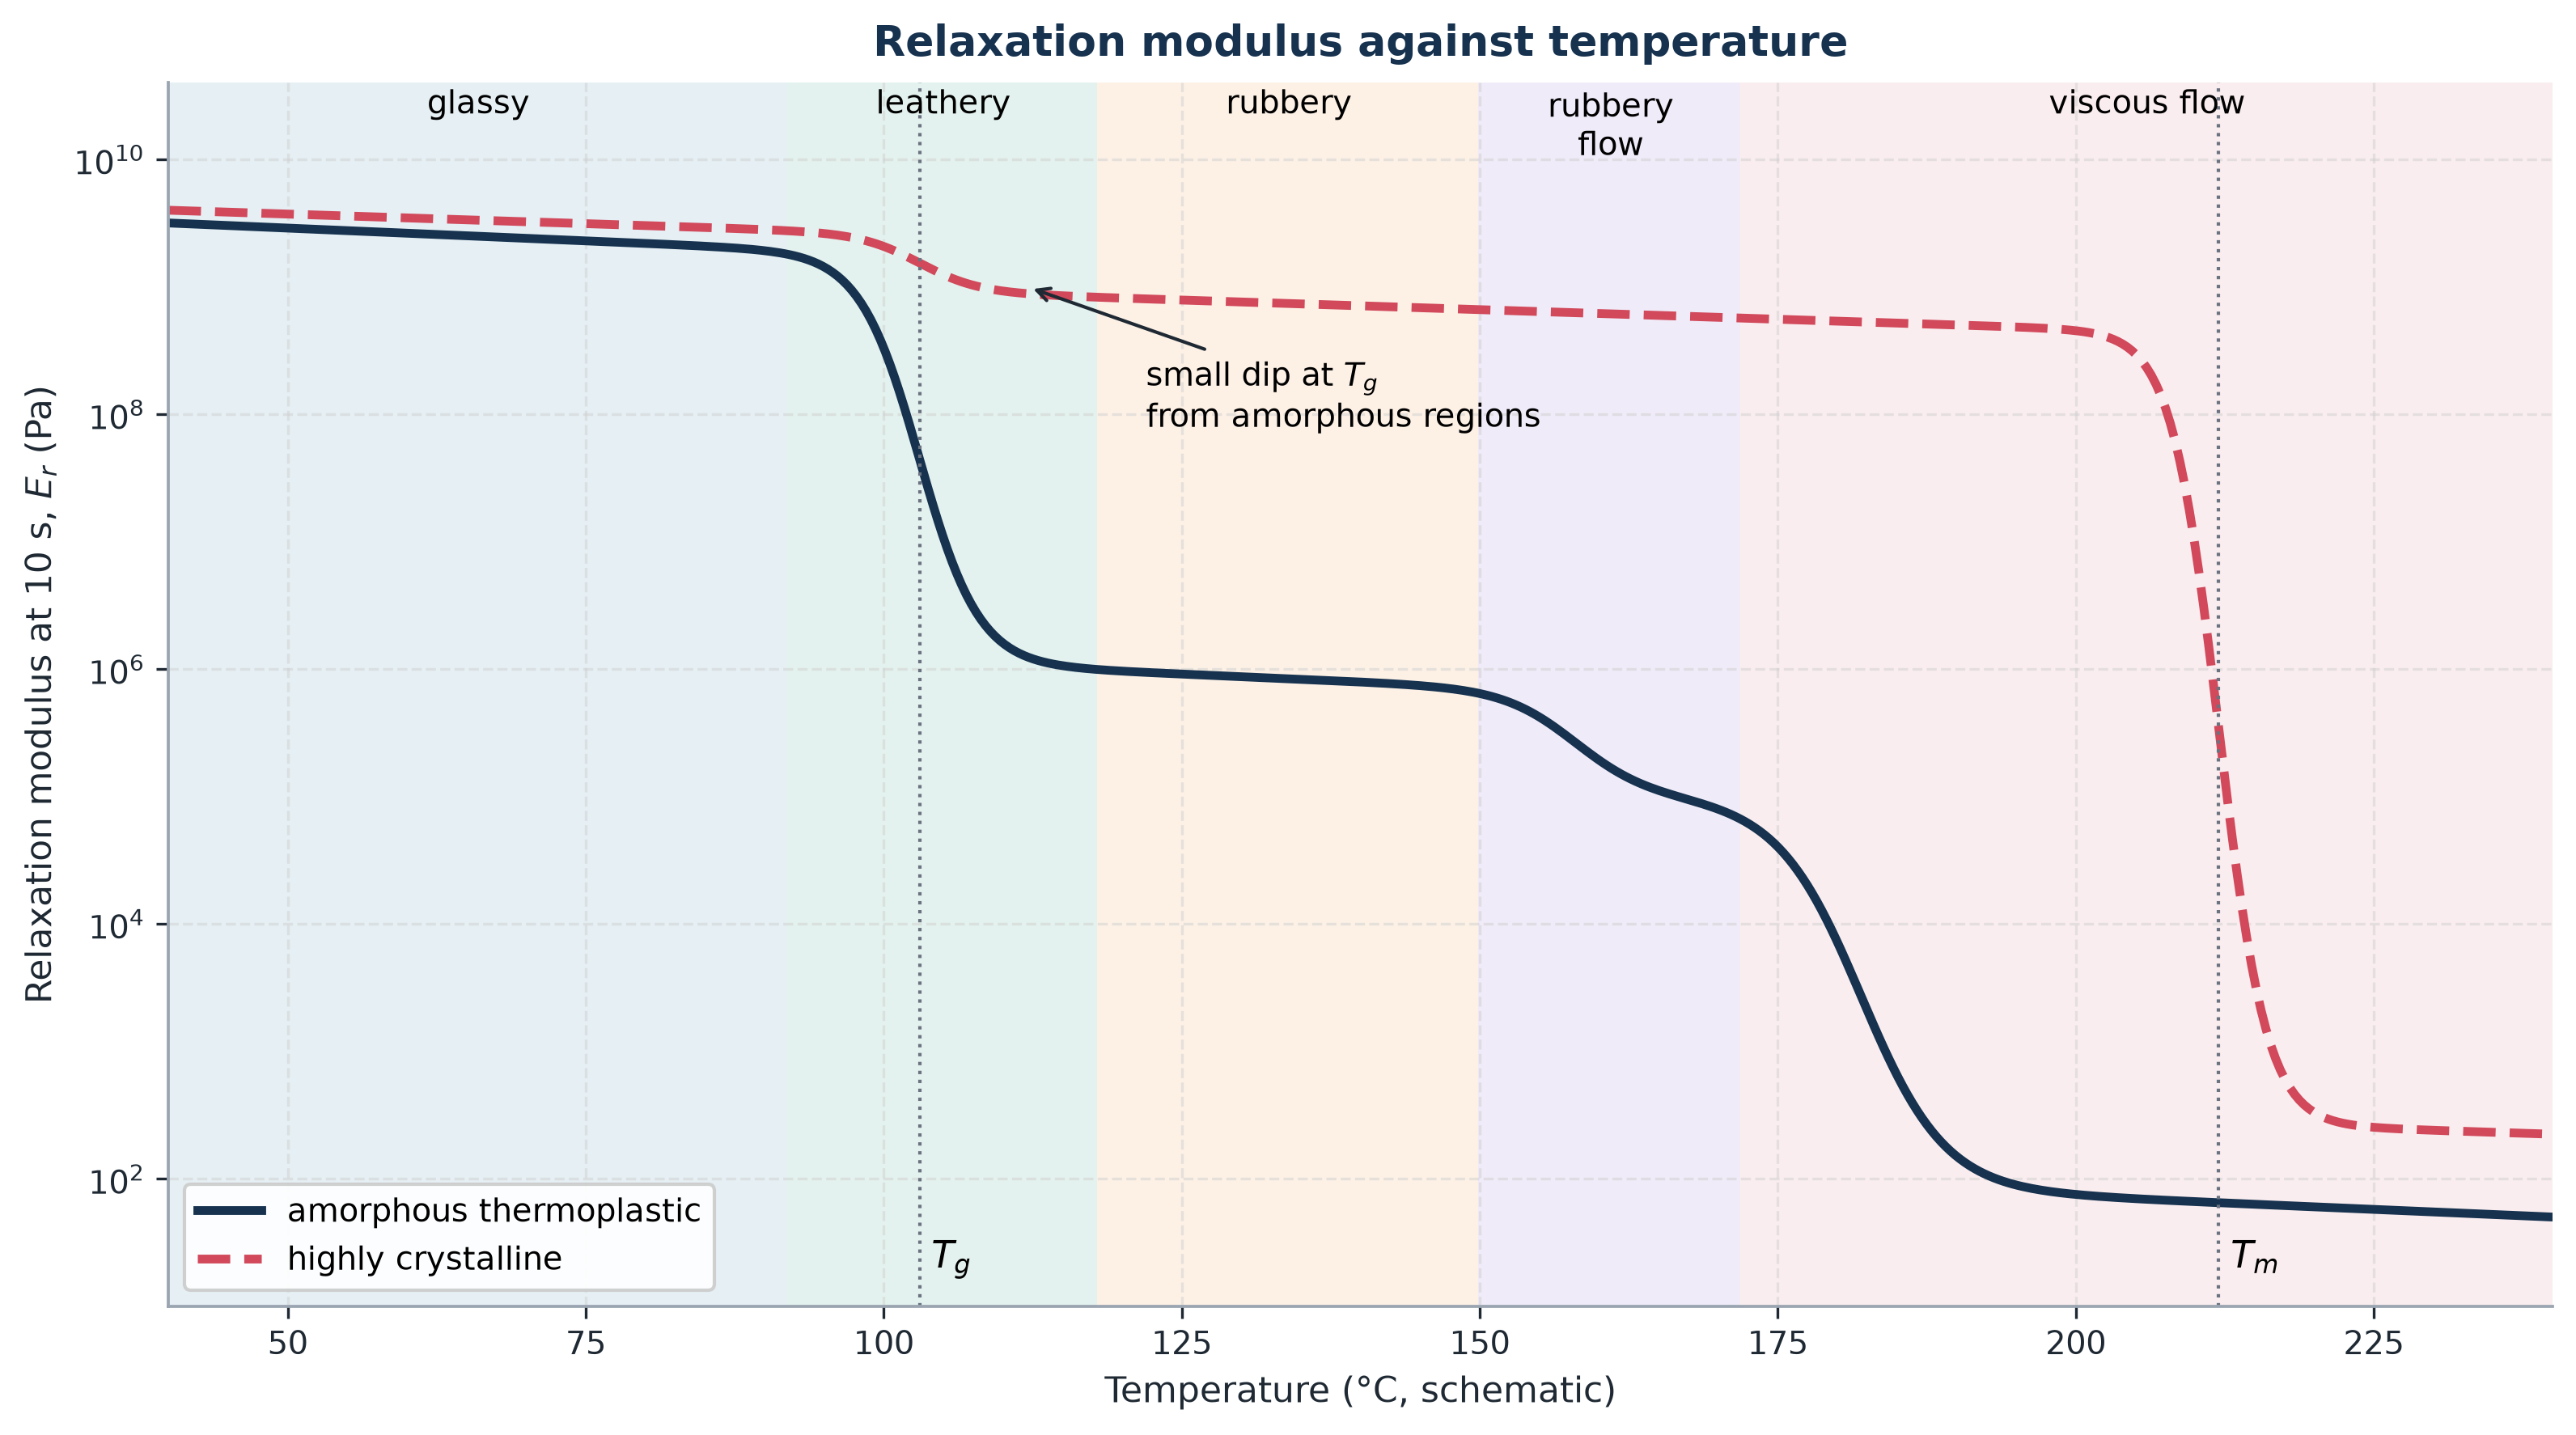 Relaxation modulus against temperature
glassy
leathery
rubbery
rubbery
flow
viscous flow
10^10
10^8
10^6
10^4
10^2
Relaxation modulus at 10 s, E_r (Pa)
small dip at T_g
from amorphous regions
amorphous thermoplastic
highly crystalline
T_g
T_m
50
75
100
125
150
175
200
225
Temperature (°C, schematic)